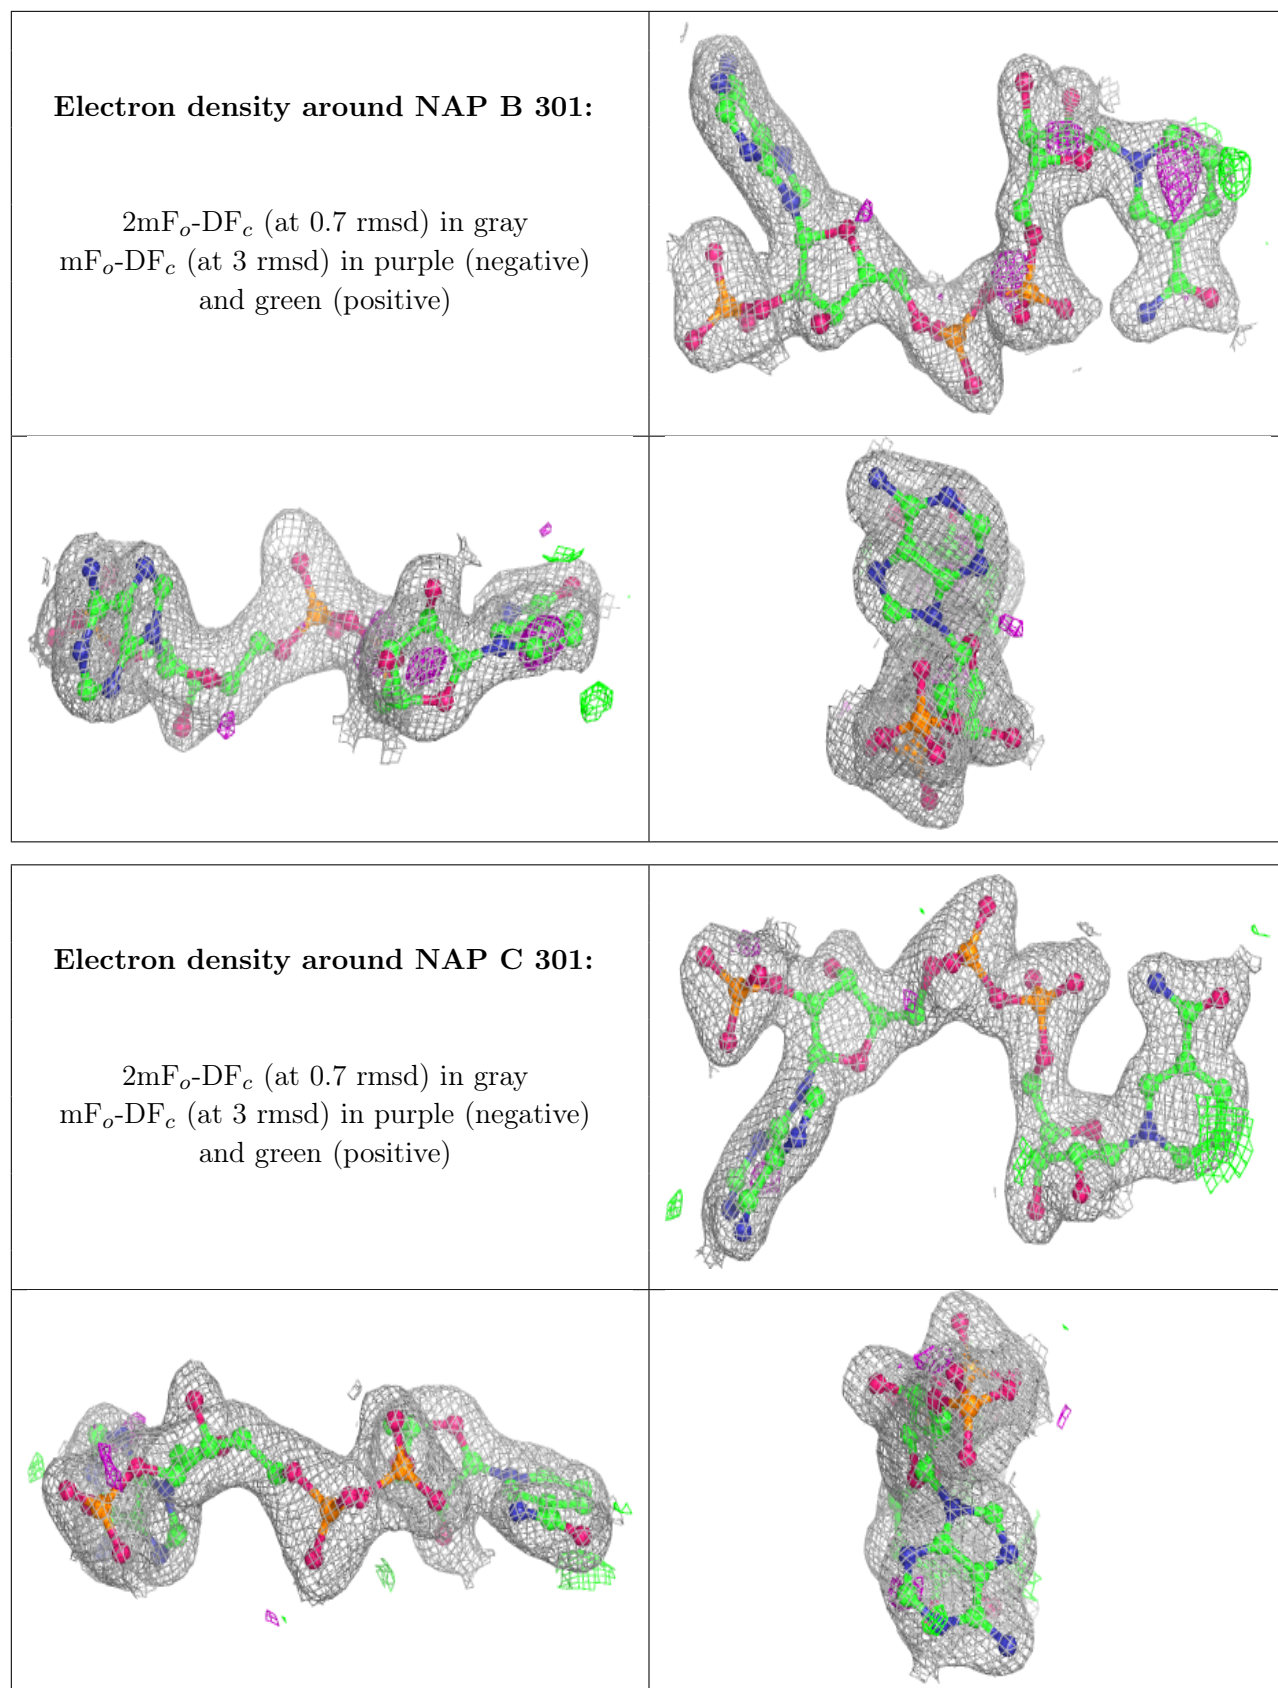 Electron density around NAP B 301:
2mFo-DFc (at 0.7 rmsd) in gray
mFo-DFc (at 3 rmsd) in purple (negative)
and green (positive)
Electron density around NAP C 301:
2mFo-DFc (at 0.7 rmsd) in gray
mFo-DFc (at 3 rmsd) in purple (negative)
and green (positive)